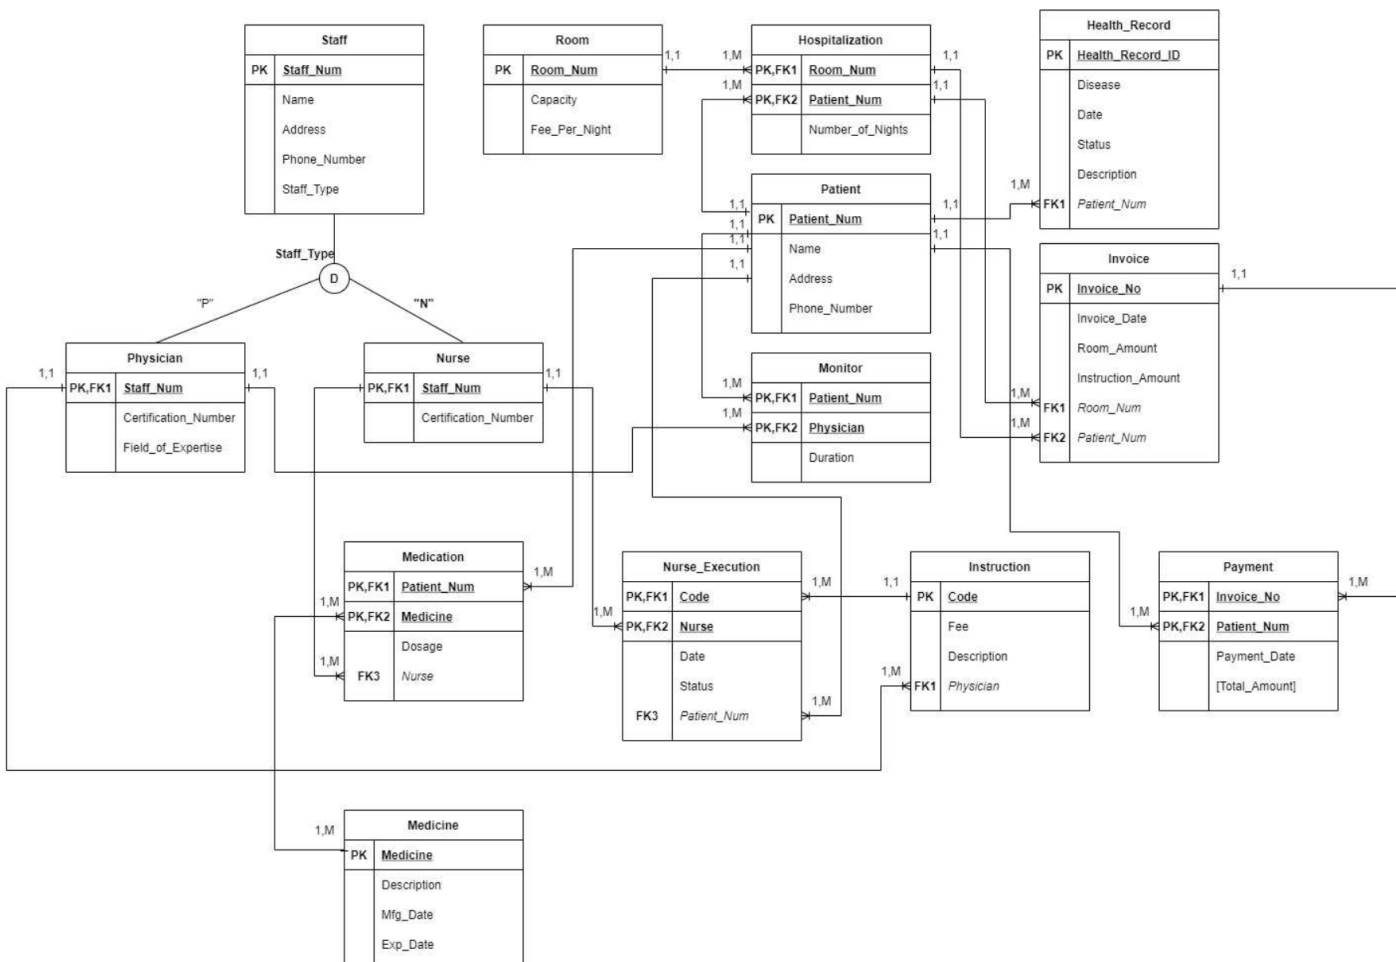 Staff
PK Staff_Num
Name
Address
Phone_Number
Staff_Type
Room
PK Room_Num
Capacity
Fee_Per_Night
1,1
1,M
Hospitalization
PK,FK1 Room_Num
PK,FK2 Patient_Num
Number_of_Nights
1,M
1,1
1,1
Health_Record
PK Health_Record_ID
Disease
Date
Status
Description
FK1 Patient_Num
1,M
Patient
PK Patient_Num
Name
Address
Phone_Number
1,1
1,1
1,1
1,1
1,1
1,1
Staff_Type
D
"P"
"N"
Invoice
PK Invoice_No
Invoice_Date
Room_Amount
Instruction_Amount
FK1 Room_Num
FK2 Patient_Num
1,1
1,M
1,M
Physician
PK,FK1 Staff_Num
Certification_Number
Field_of_Expertise
1,1
1,1
Nurse
PK,FK1 Staff_Num
Certification_Number
1,1
Monitor
PK,FK1 Patient_Num
PK,FK2 Physician
Duration
1,M
1,M
Medication
PK,FK1 Patient_Num
PK,FK2 Medicine
Dosage
FK3 Nurse
1,M
1,M
1,M
Nurse_Execution
PK,FK1 Code
PK,FK2 Nurse
Date
Status
FK3 Patient_Num
1,M
1,M
1,M
Instruction
PK Code
Fee
Description
FK1 Physician
1,1
1,M
Payment
PK,FK1 Invoice_No
PK,FK2 Patient_Num
Payment_Date
[Total_Amount]
1,M
1,M
Medicine
PK Medicine
Description
Mfg_Date
Exp_Date
1,M